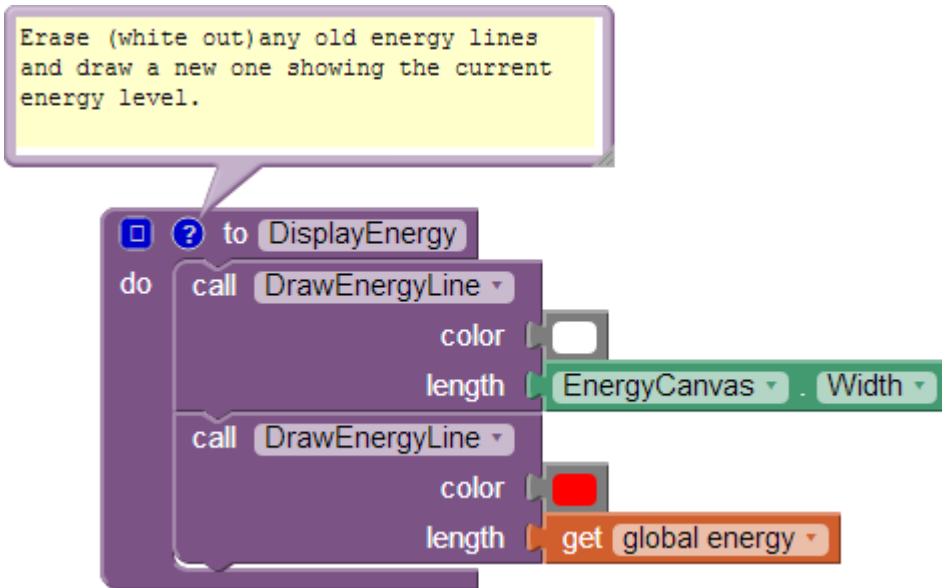 Erase (white out)any old energy lines
and draw a new one showing the current
energy level.
? to DisplayEnergy
do call DrawEnergyLine
color
length EnergyCanvas . Width
call DrawEnergyLine
color
length get global energy